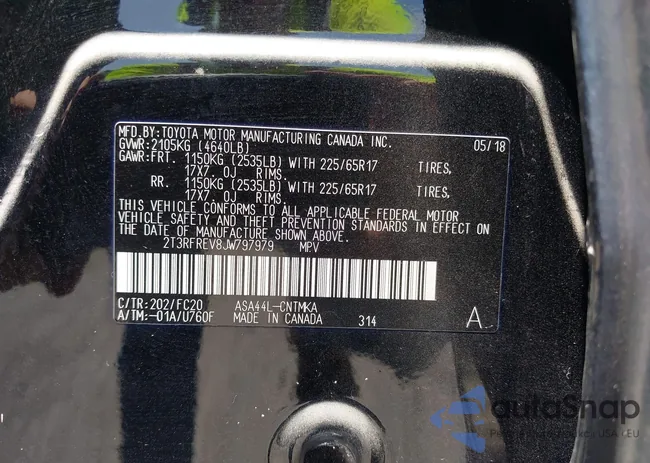 MFD.BY:TOYOTA MOTOR MANUFACTURING CANADA INC. 05/18
GVWR:2105KG (4640LB)
GAWR:FRT. 1150KG (2535LB) WITH 225/65R17 TIRES,
17X7.0J RIMS.
RR. 1150KG (2535LB) WITH 225/65R17 TIRES,
17X7.0J RIMS.
THIS VEHICLE CONFORMS TO ALL APPLICABLE FEDERAL MOTOR
VEHICLE SAFETY AND THEFT PREVENTION STANDARDS IN EFFECT ON
THE DATE OF MANUFACTURE SHOWN ABOVE.
2T3RFREV8JW797979 MPV
C/TR:202/FC20 ASA44L-CNTMKA
A/TM:-01A/U760F MADE IN CANADA 314 A
autoSnap